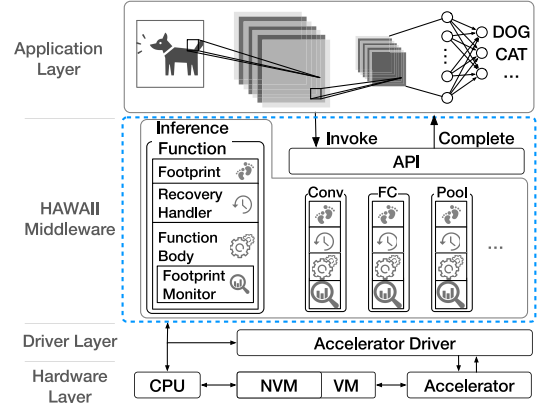 Application
Layer
DOG
CAT
...
HAWAII
Middleware
Inference
Function
Footprint
Recovery
Handler
Function
Body
Footprint
Monitor
Invoke
Complete
API
Conv
FC
Pool
...
Driver Layer
Accelerator Driver
Hardware
Layer
CPU
NVM
VM
Accelerator